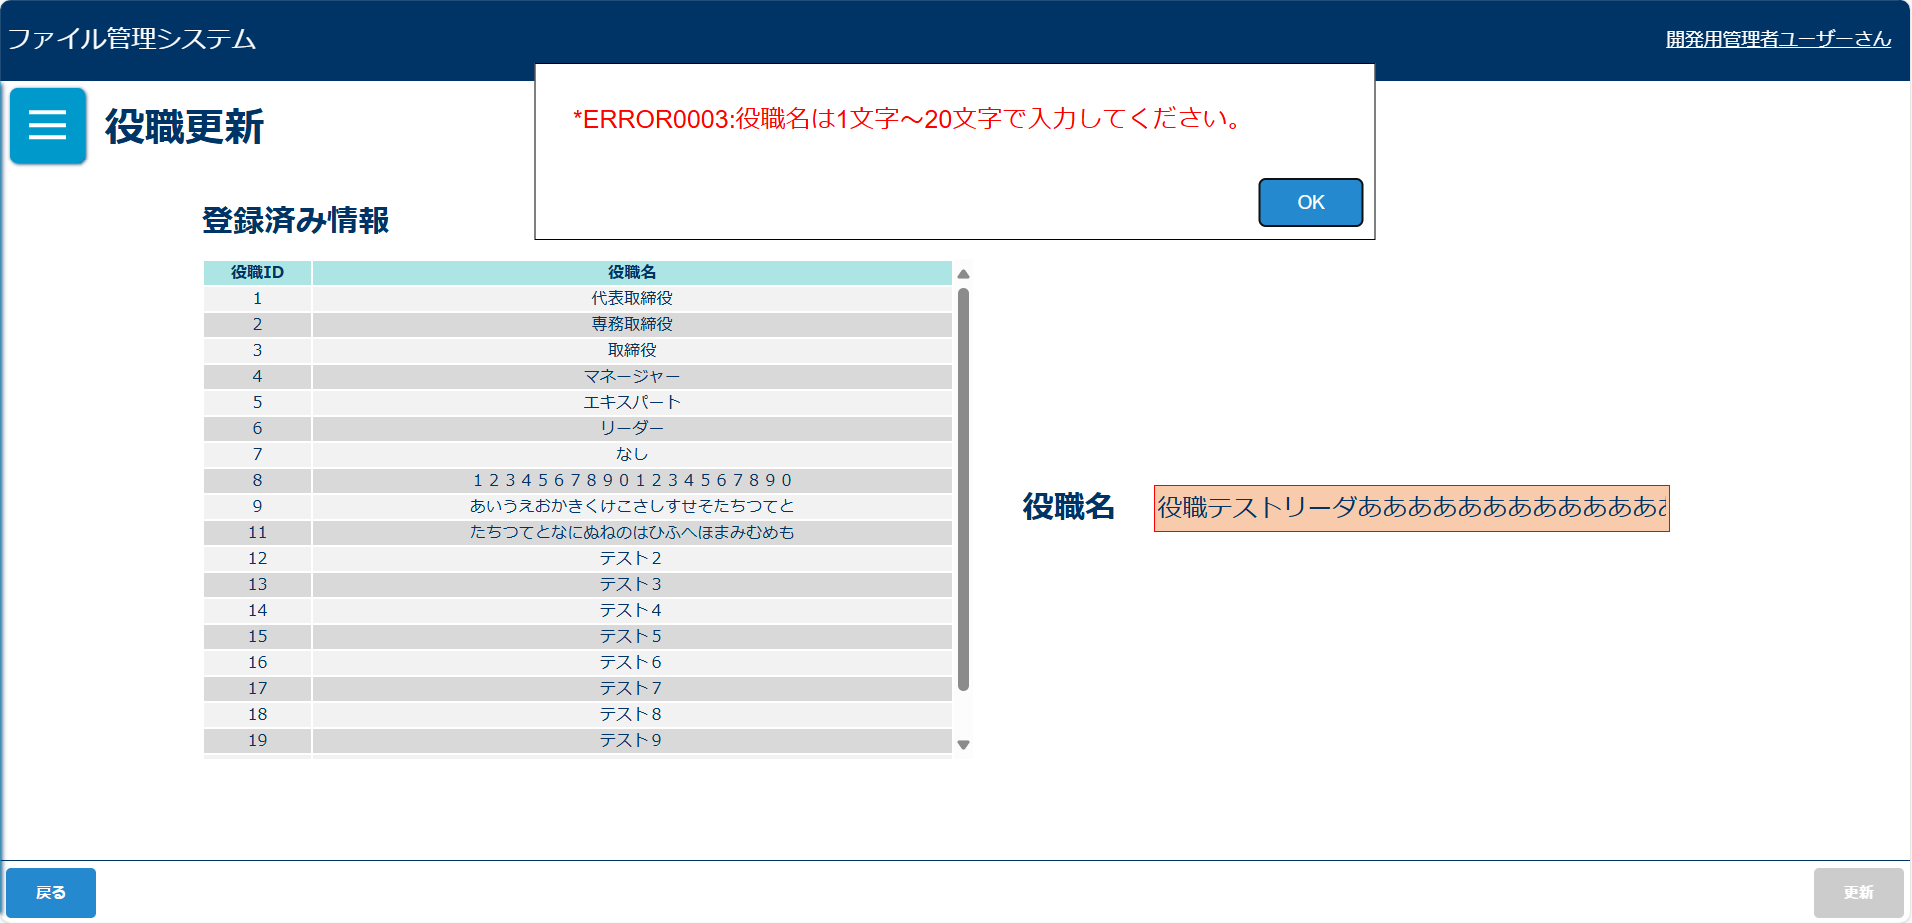 ファイル管理システム
開発用管理者ユーザーさん
*ERROR0003:役職名は1文字～20文字で入力してください。
OK
役職更新
登録済み情報
役職ID 役職名
1 代表取締役
2 専務取締役
3 取締役
4 マネージャー
5 エキスパート
6 リーダー
7 なし
8 １２３４５６７８９０１２３４５６７８９０
9 あいうえおかきくけこさしすせそたちつてと
11 たちつてとなにぬねのはひふへほまみむめも
12 テスト２
13 テスト３
14 テスト４
15 テスト５
16 テスト６
17 テスト７
18 テスト８
19 テスト９
役職名 役職テストリーダああああああああああああ
戻る
更新